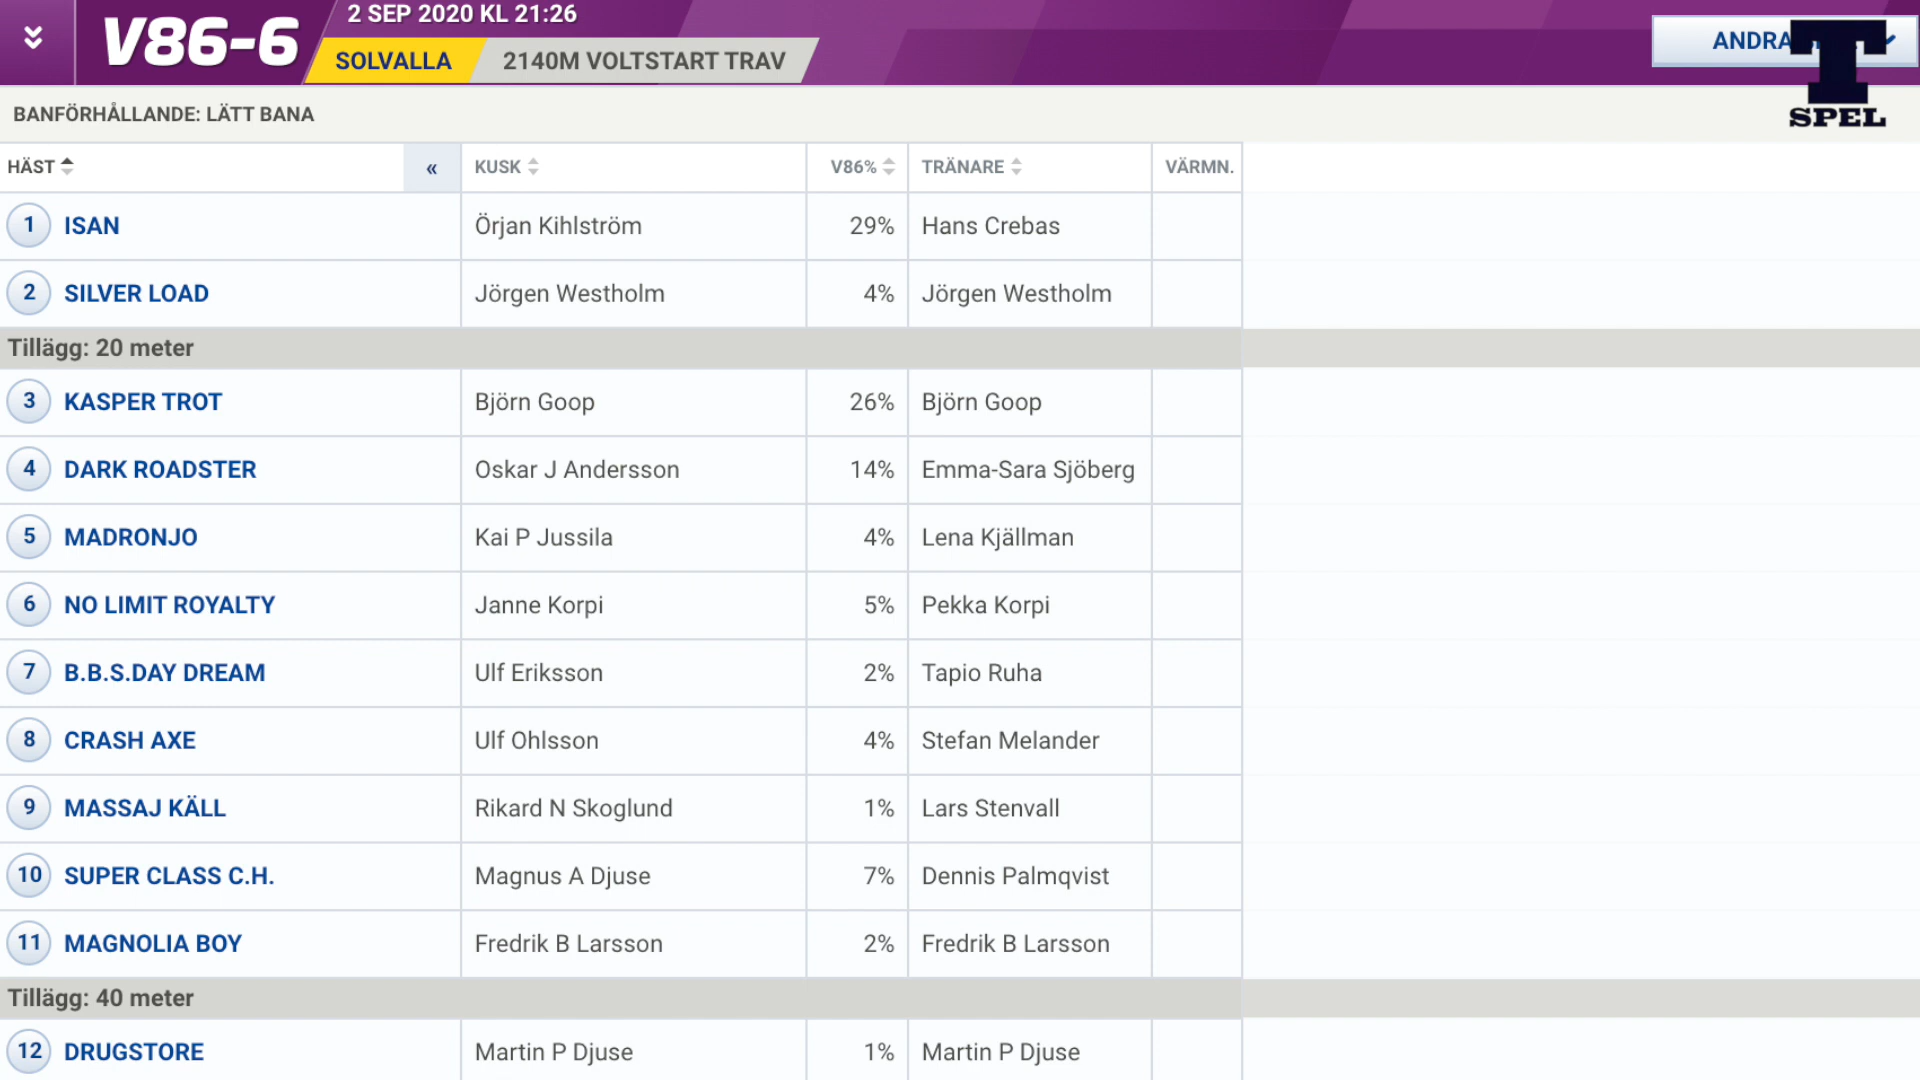 V86-6
2 SEP 2020 KL 21:26
SOLVALLA 2140M VOLTSTART TRAV
ANDRA
T
SPEL
BANFÖRHÅLLANDE: LÄTT BANA
HÄST « KUSK V86% TRÄNARE VÄRMN.
1 ISAN Örjan Kihlström 29% Hans Crebas
2 SILVER LOAD Jörgen Westholm 4% Jörgen Westholm
Tillägg: 20 meter
3 KASPER TROT Björn Goop 26% Björn Goop
4 DARK ROADSTER Oskar J Andersson 14% Emma-Sara Sjöberg
5 MADRONJO Kai P Jussila 4% Lena Kjällman
6 NO LIMIT ROYALTY Janne Korpi 5% Pekka Korpi
7 B.B.S.DAY DREAM Ulf Eriksson 2% Tapio Ruha
8 CRASH AXE Ulf Ohlsson 4% Stefan Melander
9 MASSAJ KÄLL Rikard N Skoglund 1% Lars Stenvall
10 SUPER CLASS C.H. Magnus A Djuse 7% Dennis Palmqvist
11 MAGNOLIA BOY Fredrik B Larsson 2% Fredrik B Larsson
Tillägg: 40 meter
12 DRUGSTORE Martin P Djuse 1% Martin P Djuse